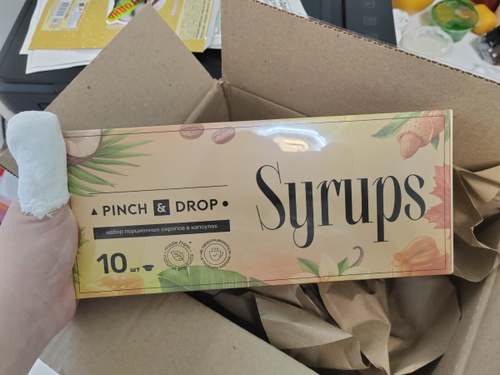 PINCH & DROP
Syrups
набор порционных сиропов в капсулах
10 шт